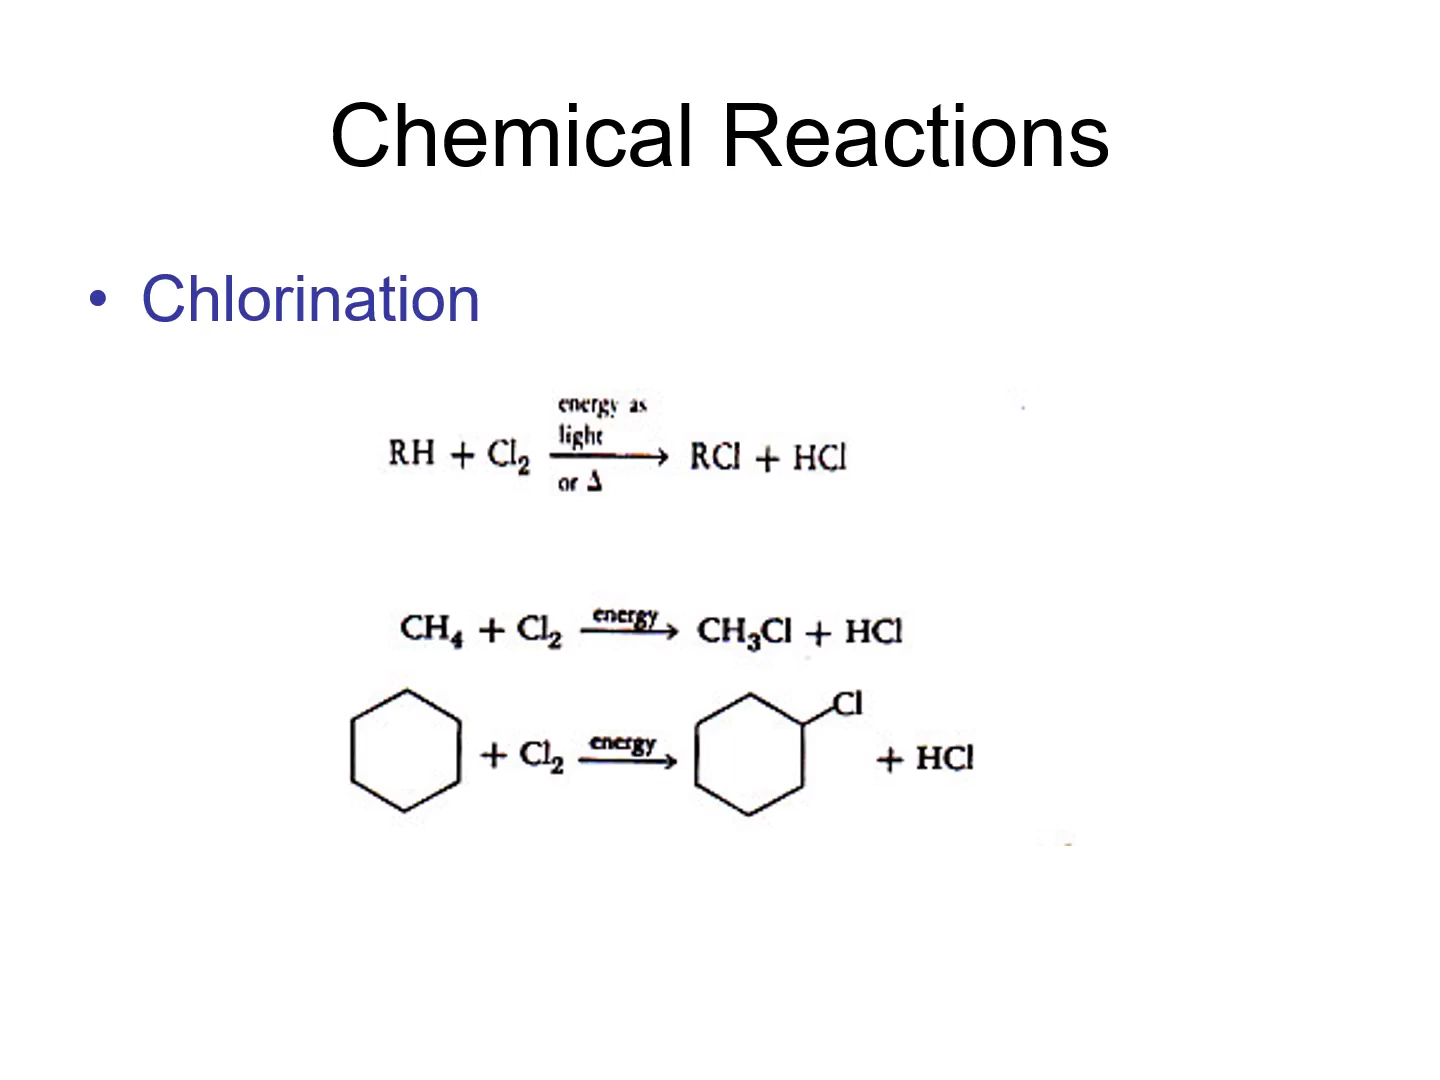 Chemical Reactions
• Chlorination
energy as
light
RH + Cl₂ → RCl + HCl
or Δ
CH₄ + Cl₂ energy → CH₃Cl + HCl
Cl
+ Cl₂ energy → + HCl